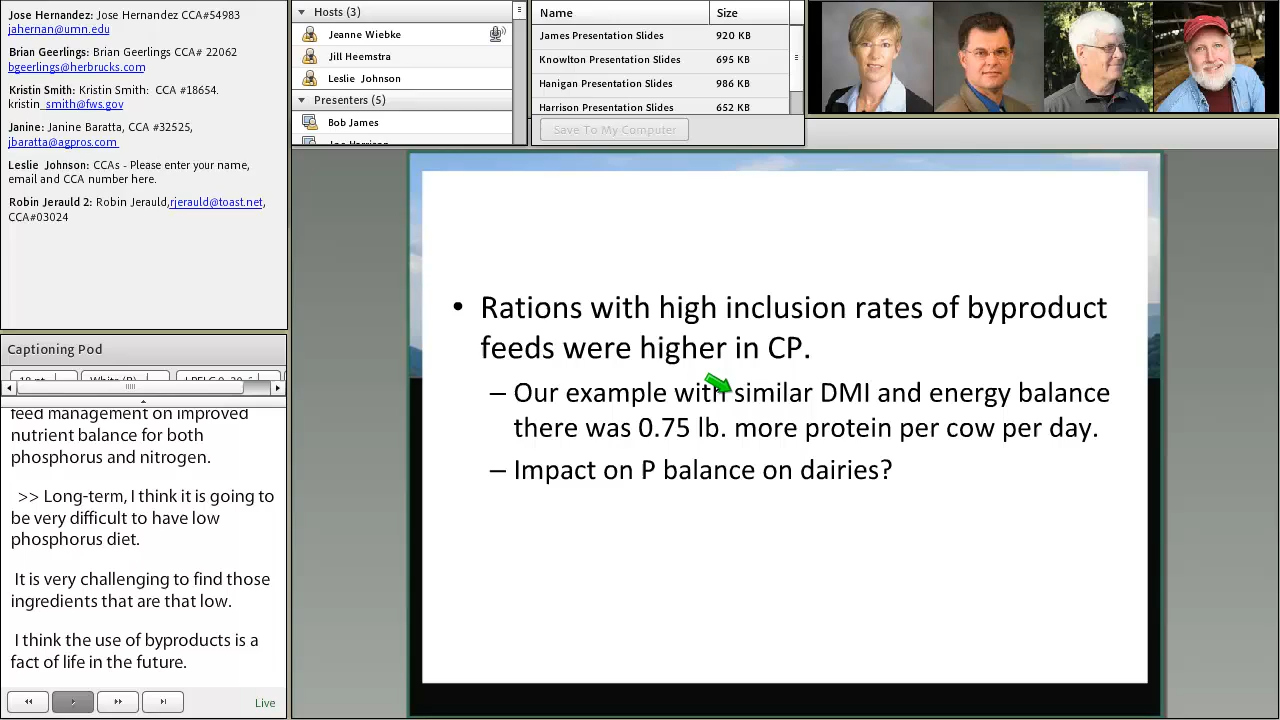 Jose Hernandez: Jose Hernandez CCA#54983
jahernan@umn.edu
Brian Geerlings: Brian Geerlings CCA# 22062
bgeerlings@herbrucks.com
Kristin Smith: Kristin Smith: CCA #18654.
kristin_smith@fws.gov
Janine: Janine Baratta, CCA #32525,
jbaratta@agpros.com
Leslie Johnson: CCAs - Please enter your name,
email and CCA number here.
Robin Jerauld 2: Robin Jerauld,rjerauld@toast.net,
CCA#03024
Captioning Pod
feed management on improved
nutrient balance for both
phosphorus and nitrogen.
>> Long-term, I think it is going to
be very difficult to have low
phosphorus diet.
It is very challenging to find those
ingredients that are that low.
I think the use of byproducts is a
fact of life in the future.
Live
Hosts (3)
Jeanne Wiebke
Jill Heemstra
Leslie Johnson
Presenters (5)
Bob James
Name Size
James Presentation Slides 920 KB
Knowlton Presentation Slides 695 KB
Hanigan Presentation Slides 986 KB
Harrison Presentation Slides 652 KB
Save To My Computer
• Rations with high inclusion rates of byproduct
feeds were higher in CP.
– Our example with similar DMI and energy balance
there was 0.75 lb. more protein per cow per day.
– Impact on P balance on dairies?